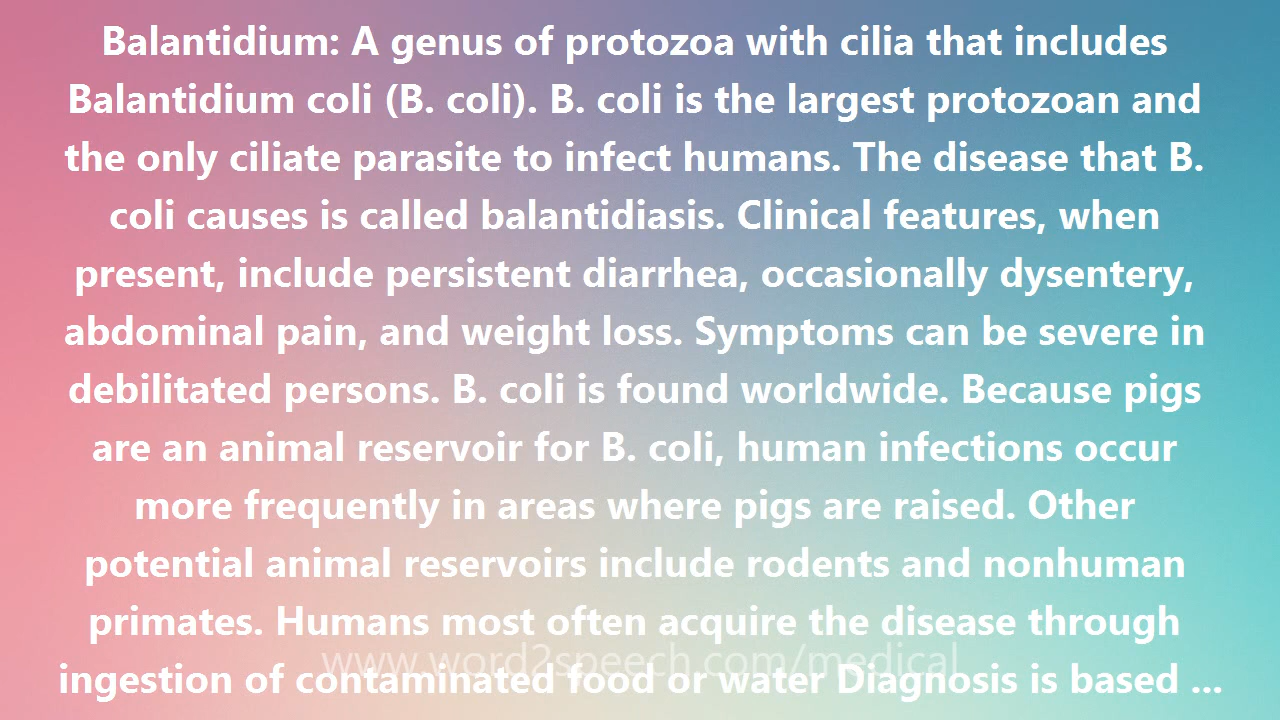 Balantidium: A genus of protozoa with cilia that includes
Balantidium coli (B. coli). B. coli is the largest protozoan and
the only ciliate parasite to infect humans. The disease that B.
coli causes is called balantidiasis. Clinical features, when
present, include persistent diarrhea, occasionally dysentery,
abdominal pain, and weight loss. Symptoms can be severe in
debilitated persons. B. coli is found worldwide. Because pigs
are an animal reservoir for B. coli, human infections occur
more frequently in areas where pigs are raised. Other
potential animal reservoirs include rodents and nonhuman
primates. Humans most often acquire the disease through
www.word2speech.com/medical
ingestion of contaminated food or water Diagnosis is based ...